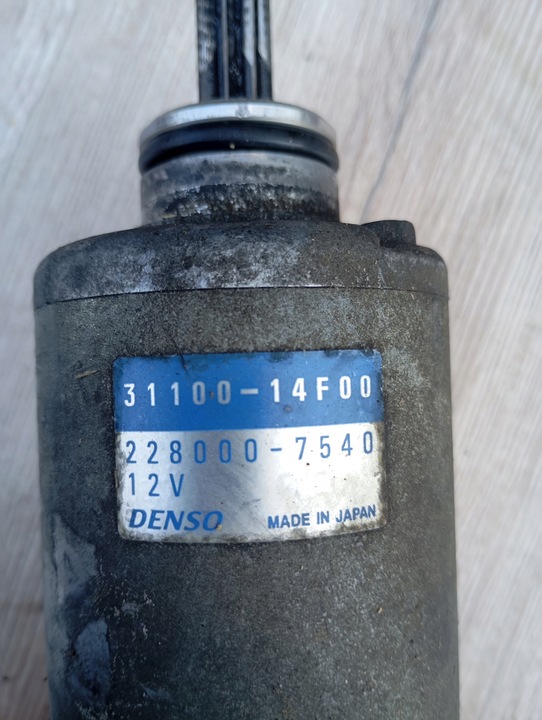 31100-14F00
228000-7540
12V
DENSO MADE IN JAPAN